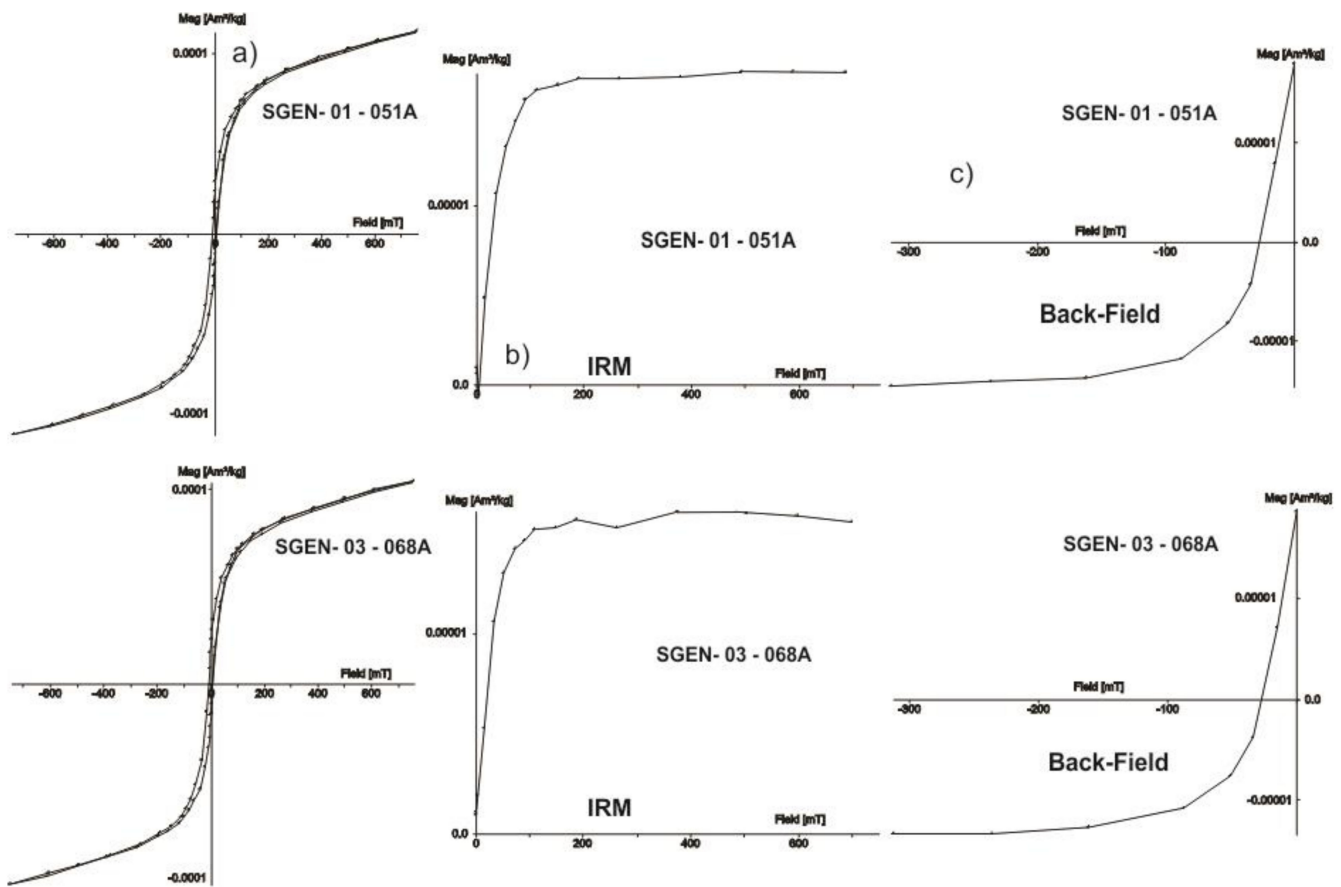 Mag [Am²/kg]
0.0001
a)
SGEN- 01 - 051A
Field [mT]
-600 -400 -200 0 200 400 600
-0.0001
Mag [Am²/kg]
0.00001
SGEN- 01 - 051A
b)
IRM
Field [mT]
0.0
0 200 400 600
Mag [Am²/kg]
SGEN- 01 - 051A
0.00001
c)
Field [mT]
0.0
-300 -200 -100
Back-Field
-0.00001
Mag [Am²/kg]
0.0001
SGEN- 03 - 068A
Field [mT]
-600 -400 -200 0 200 400 600
-0.0001
Mag [Am²/kg]
0.00001
SGEN- 03 - 068A
IRM
Field [mT]
0.0
0 200 400 600
Mag [Am²/kg]
SGEN- 03 - 068A
0.00001
Field [mT]
0.0
-300 -200 -100
Back-Field
-0.00001